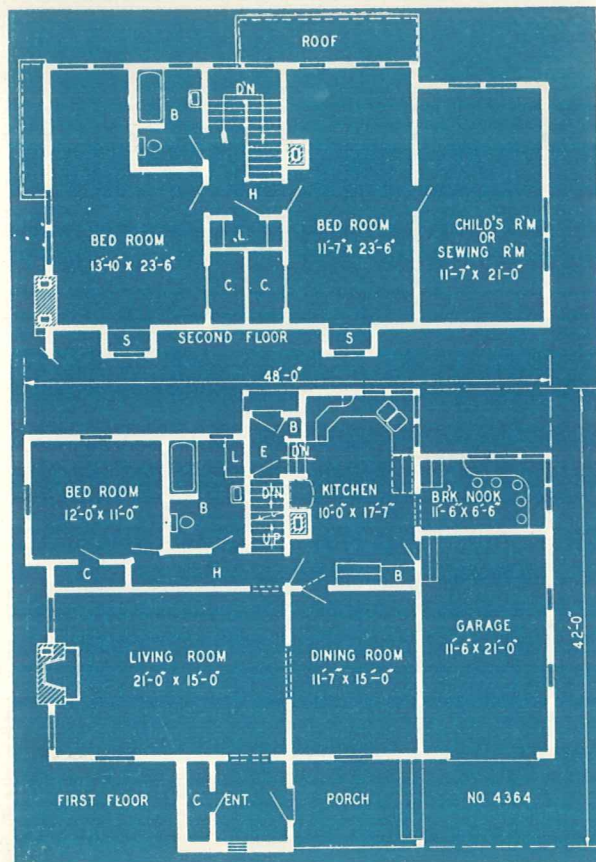 ROOF
D'N
B
H
L
BED ROOM
13'-10" X 23'-6"
BED ROOM
11'-7" X 23'-6"
CHILD'S R'M
OR
SEWING R'M
11'-7" X 21'-0"
C.
C.
S
SECOND FLOOR
S
48'-0"
B
E
L
D'N
BED ROOM
12'-0" X 11'-0"
B
D'N
UP
KITCHEN
10'-0" X 17'-7"
BRK. NOOK
11'-6" X 6'-6"
C
H
B
LIVING ROOM
21'-0" X 15'-0"
DINING ROOM
11'-7" X 15'-0"
GARAGE
11'-6" X 21'-0"
42'-0"
FIRST FLOOR
C
ENT.
PORCH
NO. 4364